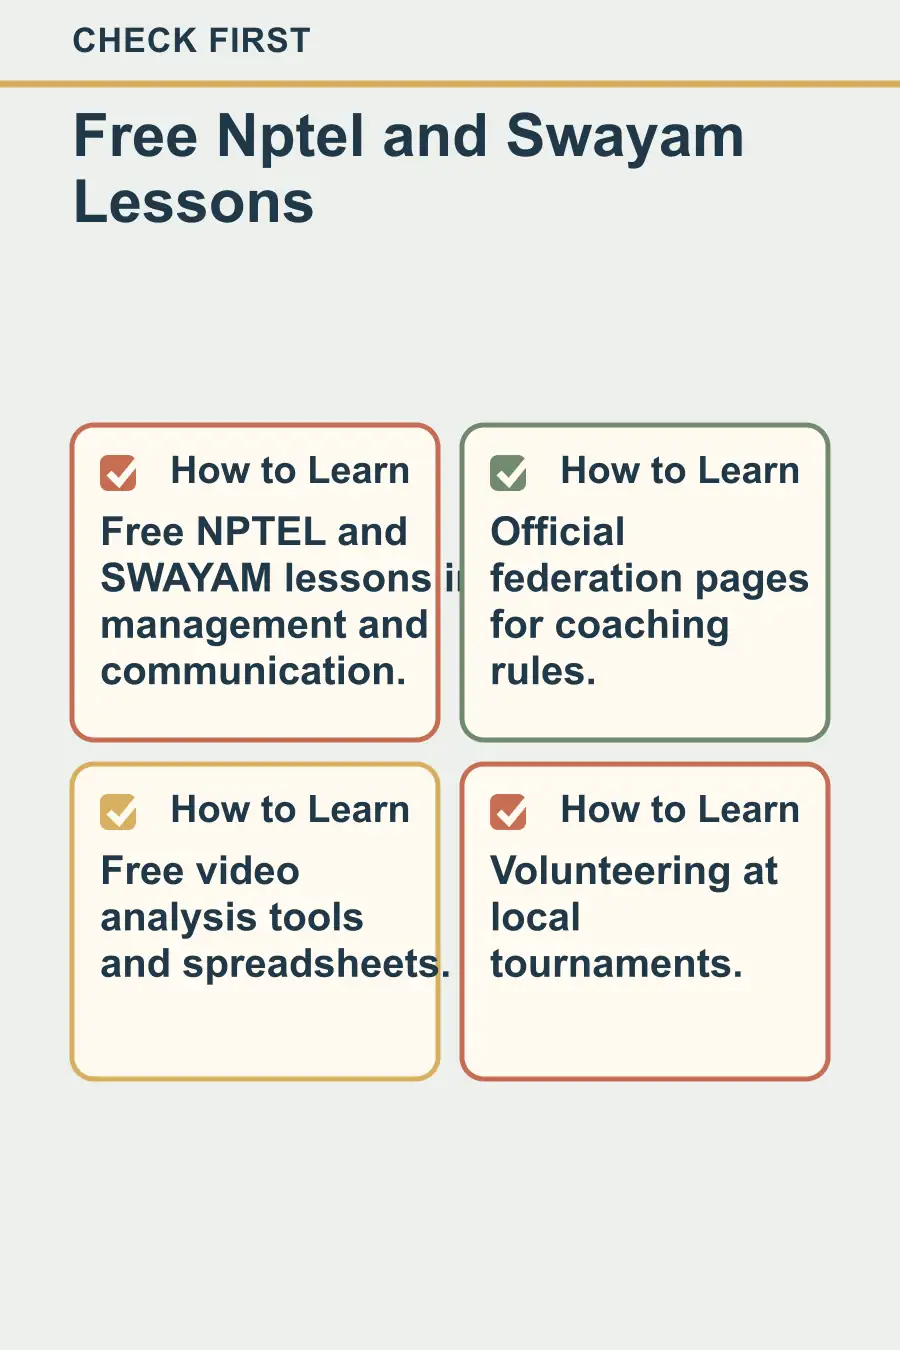 CHECK FIRST
Free Nptel and Swayam
Lessons
How to Learn
Free NPTEL and
SWAYAM lessons
management and
communication.
How to Learn
Official
federation pages
for coaching
rules.
How to Learn
Free video
analysis tools
and spreadsheets.
How to Learn
Volunteering at
local
tournaments.